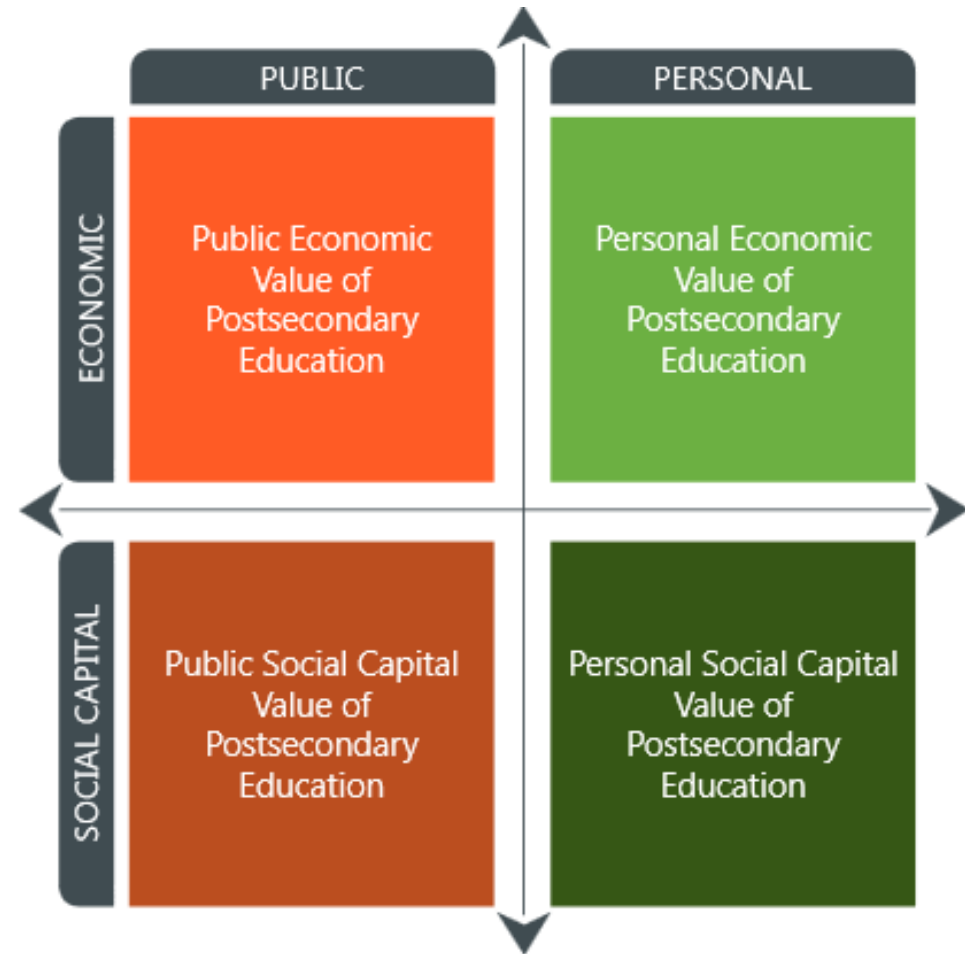 PUBLIC
PERSONAL
ECONOMIC
Public Economic
Value of
Postsecondary
Education
Personal Economic
Value of
Postsecondary
Education
SOCIAL CAPITAL
Public Social Capital
Value of
Postsecondary
Education
Personal Social Capital
Value of
Postsecondary
Education